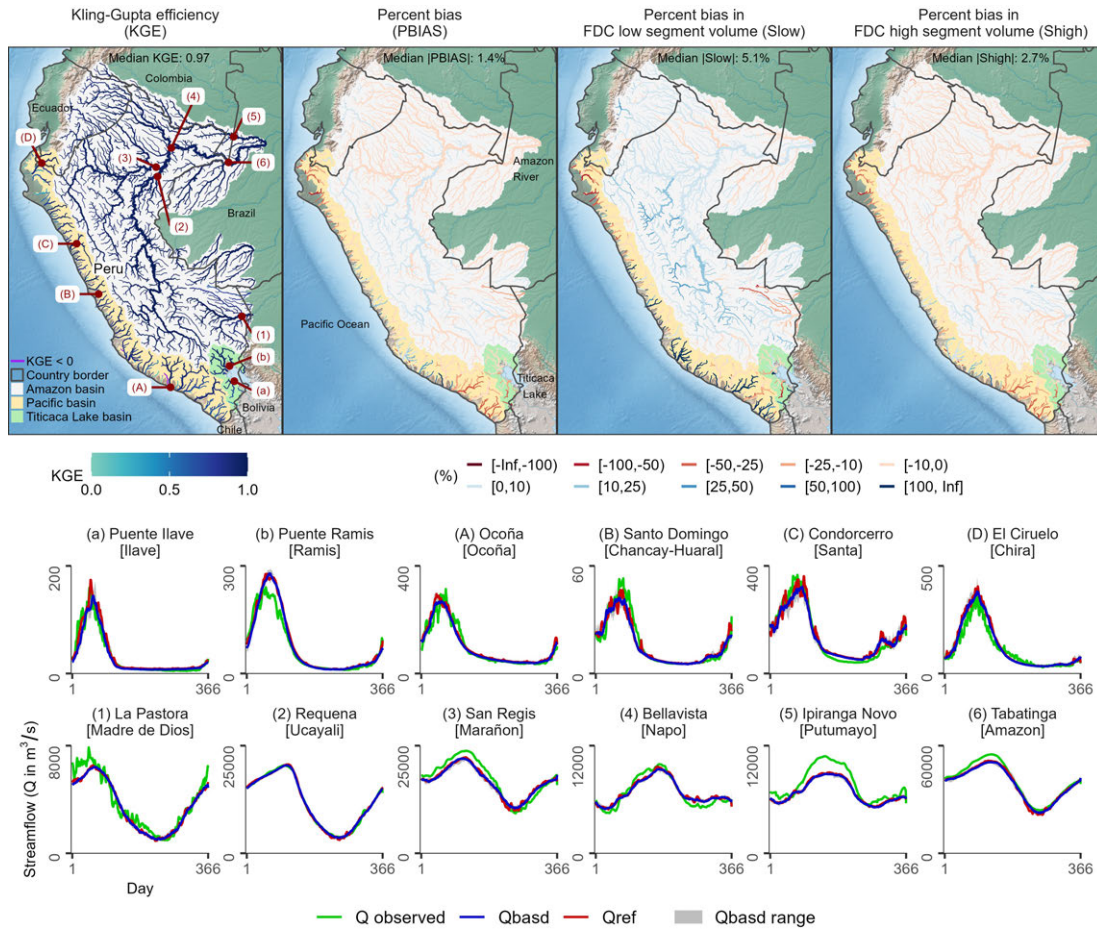 Kling-Gupta efficiency
(KGE)
Percent bias
(PBIAS)
Percent bias in
FDC low segment volume (Slow)
Percent bias in
FDC high segment volume (Shigh)
Median KGE: 0.97
Colombia
Ecuador
(4)
(5)
(D)
(3)
(6)
Brazil
(2)
(C)
Peru
(B)
(1)
(b)
(A)
(a)
Bolivia
Chile
KGE < 0
Country border
Amazon basin
Pacific basin
Titicaca Lake basin
Median |PBIAS|: 1.4%
Amazon
River
Pacific Ocean
Titicaca
Lake
Median |Slow|: 5.1%
Median |Shigh|: 2.7%
KGE
0.0
0.5
1.0
(%)
[-Inf,-100)
[-100,-50)
[-50,-25)
[-25,-10)
[-10,0)
[0,10)
[10,25)
[25,50)
[50,100)
[100, Inf]
(a) Puente Ilave
[Ilave]
(b) Puente Ramis
[Ramis]
(A) Ocoña
[Ocoña]
(B) Santo Domingo
[Chancay-Huaral]
(C) Condorcerro
[Santa]
(D) El Ciruelo
[Chira]
200
0
1
366
300
0
1
366
400
0
1
366
60
0
1
366
400
0
1
366
500
0
1
366
(1) La Pastora
[Madre de Dios]
(2) Requena
[Ucayali]
(3) San Regis
[Marañon]
(4) Bellavista
[Napo]
(5) Ipiranga Novo
[Putumayo]
(6) Tabatinga
[Amazon]
Streamflow (Q in m³/s)
8000
0
1
366
25000
0
1
366
25000
0
1
366
12000
0
1
366
12000
0
1
366
60000
0
1
366
Day
Q observed
Qbasd
Qref
Qbasd range